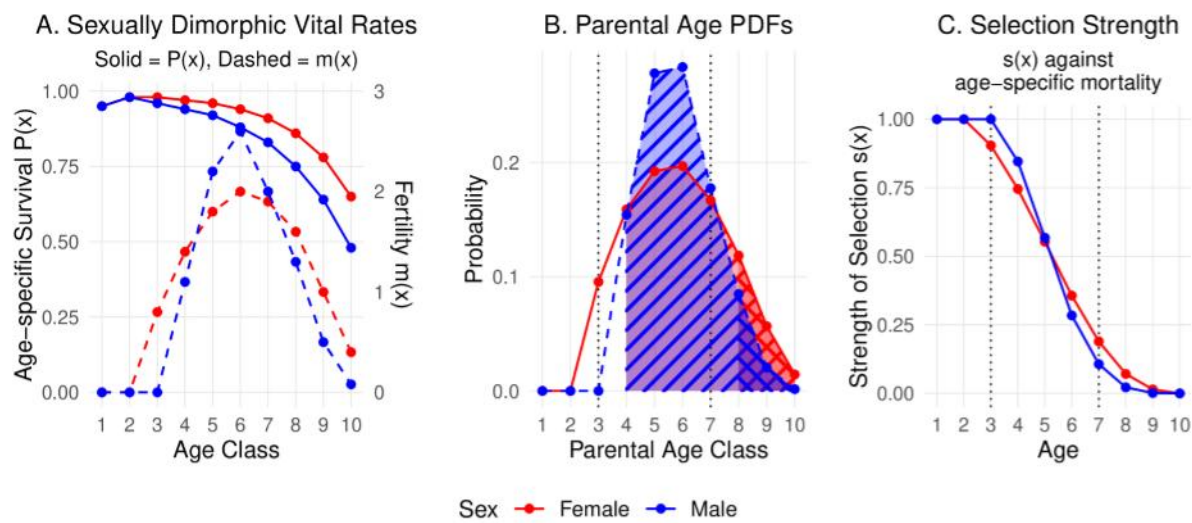 A. Sexually Dimorphic Vital Rates
Solid = P(x), Dashed = m(x)
Age-specific Survival P(x)
1.00
0.75
0.50
0.25
0.00
3
2
1
0
Fertility m(x)
1 2 3 4 5 6 7 8 9 10
Age Class
B. Parental Age PDFs
Probability
0.2
0.1
0.0
1 2 3 4 5 6 7 8 9 10
Parental Age Class
C. Selection Strength
s(x) against
age-specific mortality
Strength of Selection s(x)
1.00
0.75
0.50
0.25
0.00
1 2 3 4 5 6 7 8 9 10
Age
Sex Female Male